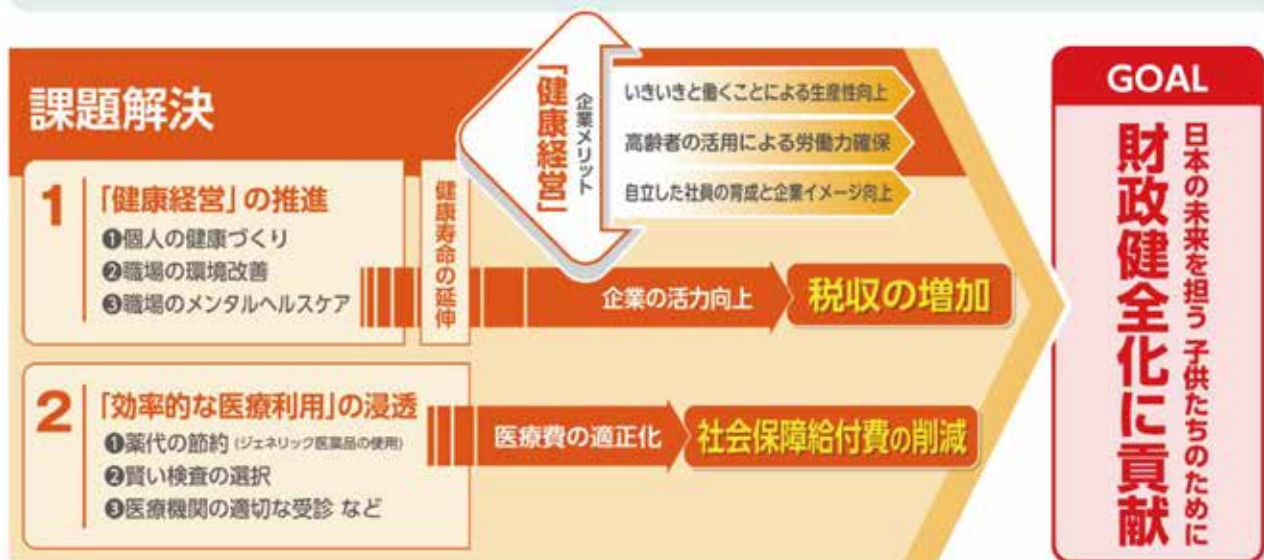 課題解決
「健康経営」
企業メリット
いきいきと働くことによる生産性向上
高齢者の活用による労働力確保
自立した社員の育成と企業イメージ向上
1
「健康経営」の推進
❶個人の健康づくり
❷職場の環境改善
❸職場のメンタルヘルスケア
健康寿命の延伸
企業の活力向上
税収の増加
2
「効率的な医療利用」の浸透
❶薬代の節約 (ジェネリック医薬品の使用)
❷賢い検査の選択
❸医療機関の適切な受診 など
医療費の適正化
社会保障給付費の削減
GOAL
日本の未来を担う 子供たちのために
財政健全化に貢献